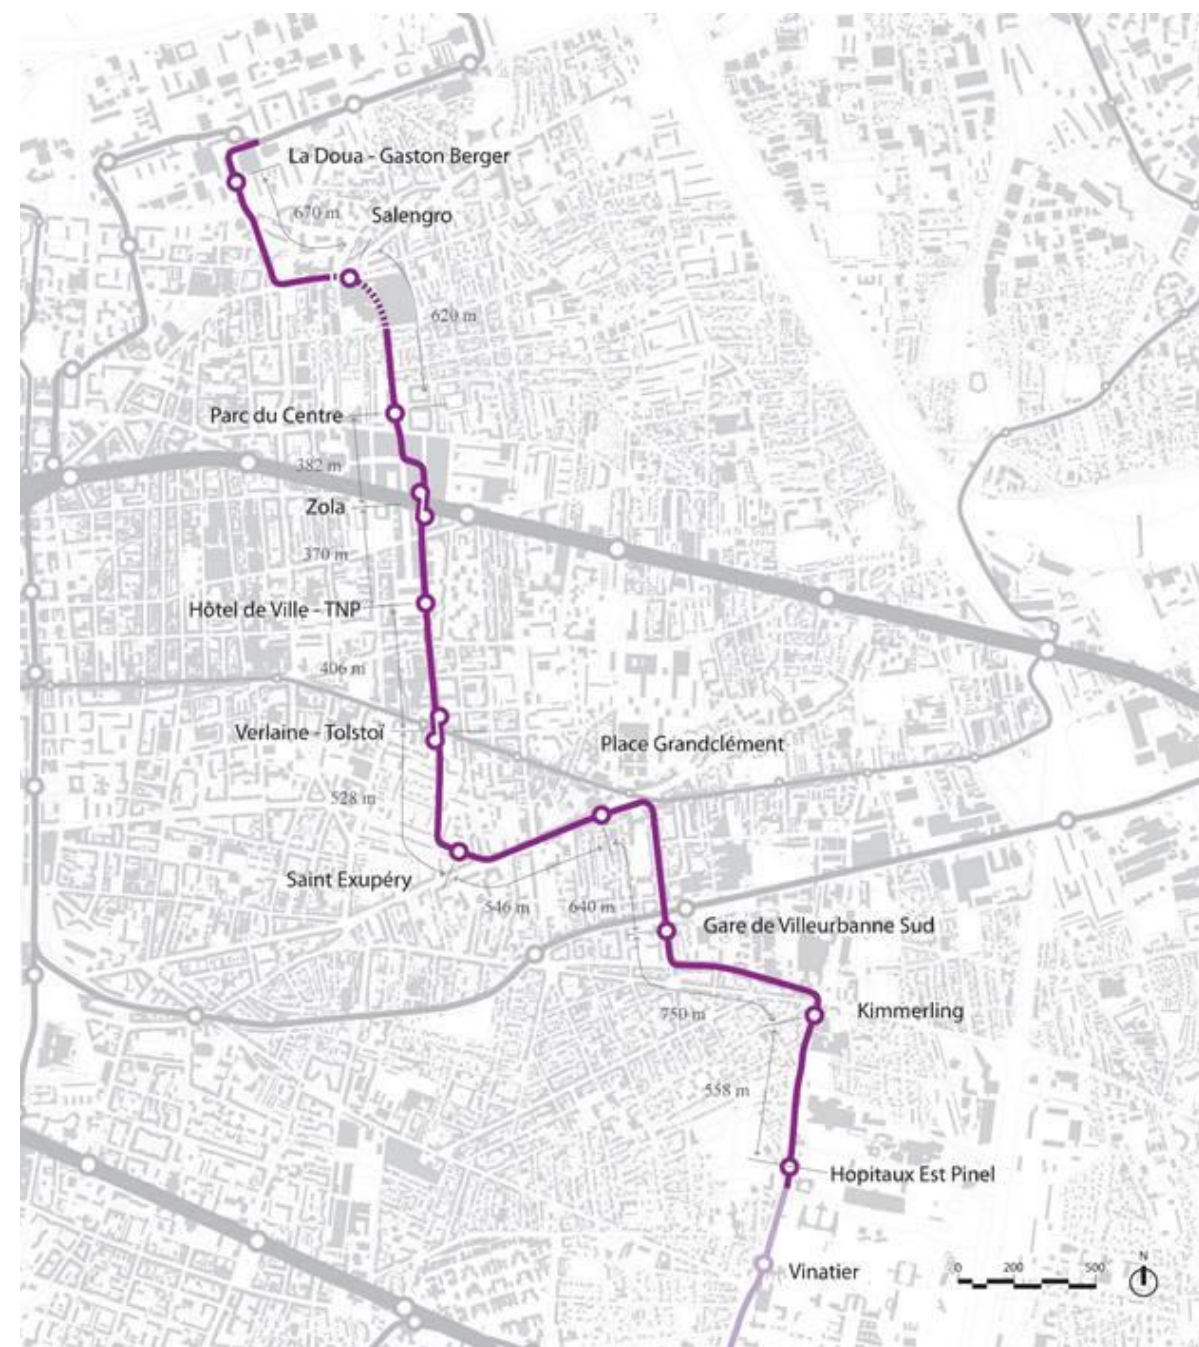 La Doua - Gaston Berger
670 m
Salengro
620 m
Parc du Centre
382 m
Zola
370 m
Hôtel de Ville - TNP
406 m
Verlaine - Tolstoï
Place Grandclément
528 m
Saint Exupéry
546 m
640 m
Gare de Villeurbanne Sud
750 m
Kimmerling
558 m
Hopitaux Est Pinel
Vinatier
0 200 500
N